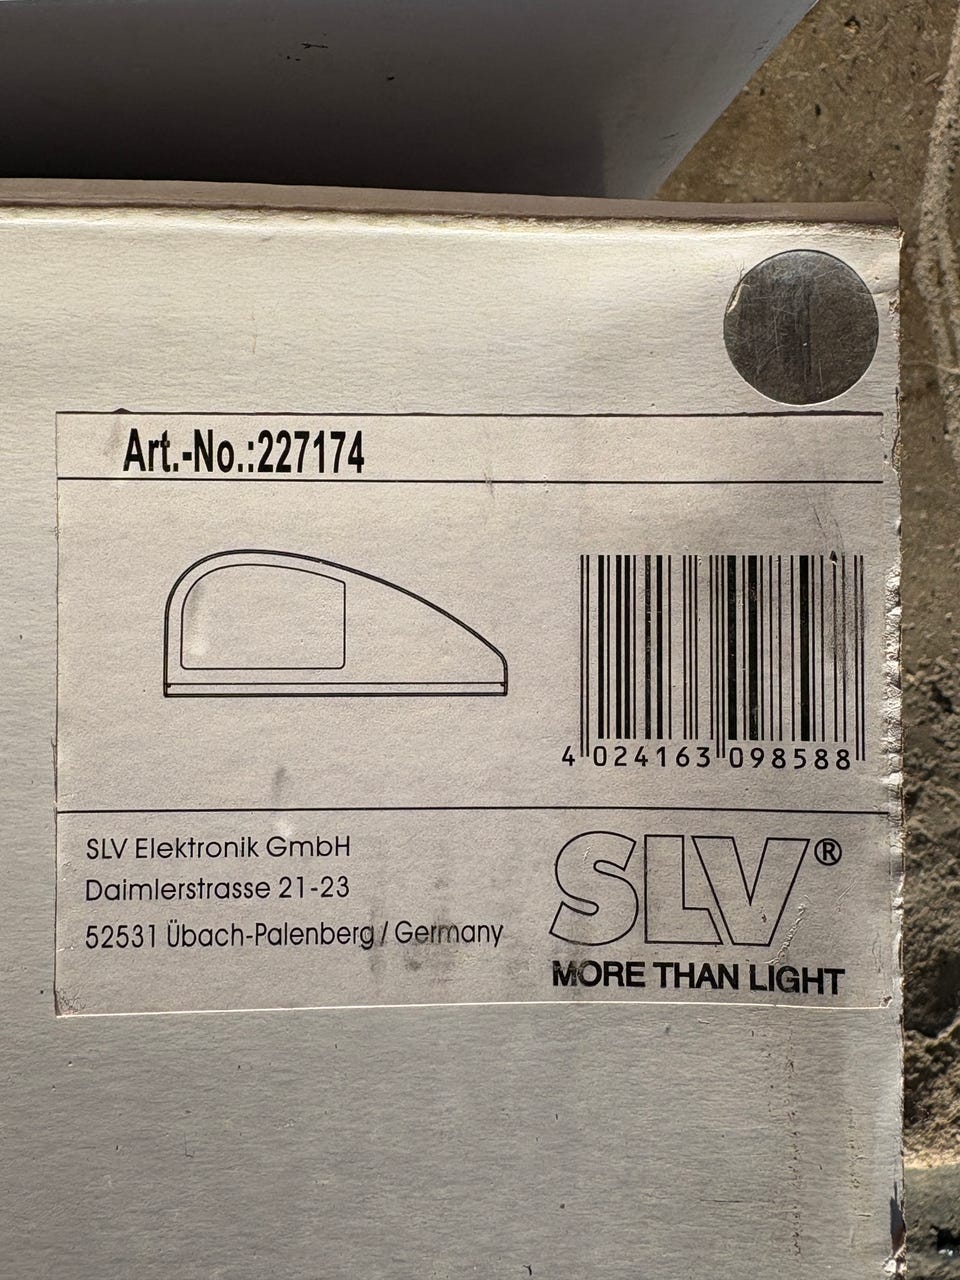 Art.-No.:227174
4 024163 098588
SLV Elektronik GmbH
Daimlerstrasse 21-23
52531 Übach-Palenberg / Germany
SLV®
MORE THAN LIGHT